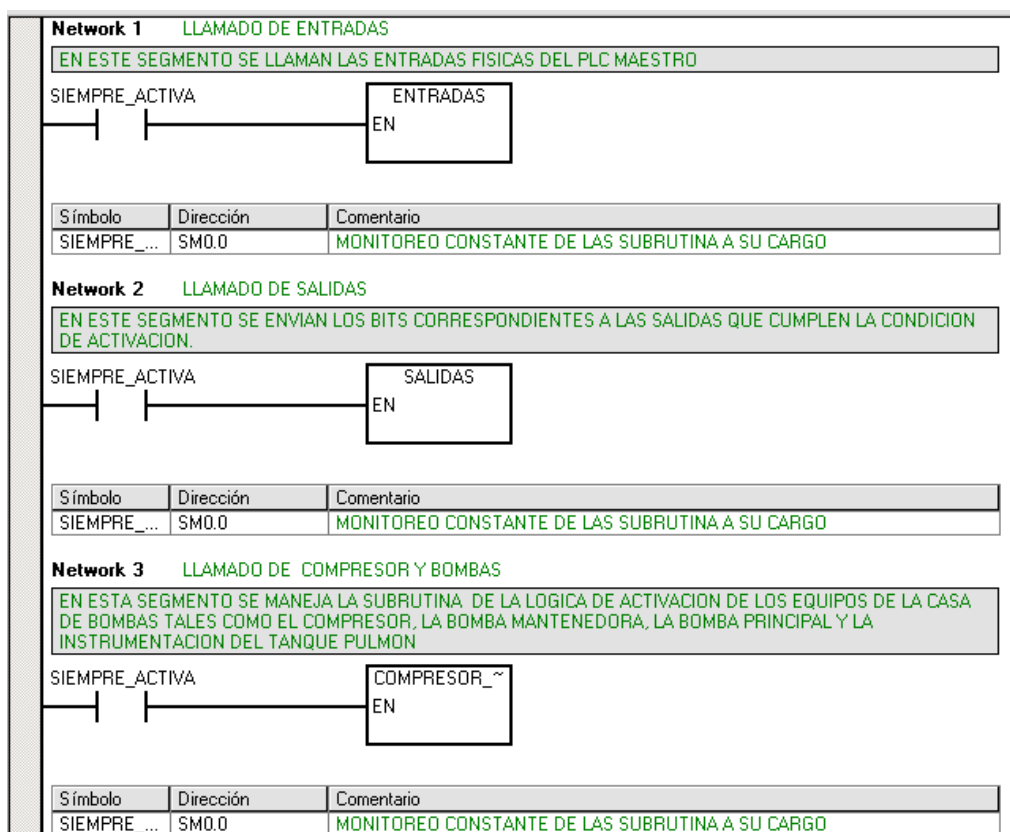 Network 1 LLAMADO DE ENTRADAS
EN ESTE SEGMENTO SE LLAMAN LAS ENTRADAS FISICAS DEL PLC MAESTRO
SIEMPRE_ACTIVA ENTRADAS
EN
Símbolo Dirección Comentario
SIEMPRE_... SM0.0 MONITOREO CONSTANTE DE LAS SUBRUTINA A SU CARGO
Network 2 LLAMADO DE SALIDAS
EN ESTE SEGMENTO SE ENVIAN LOS BITS CORRESPONDIENTES A LAS SALIDAS QUE CUMPLEN LA CONDICION
DE ACTIVACION.
SIEMPRE_ACTIVA SALIDAS
EN
Símbolo Dirección Comentario
SIEMPRE_... SM0.0 MONITOREO CONSTANTE DE LAS SUBRUTINA A SU CARGO
Network 3 LLAMADO DE COMPRESOR Y BOMBAS
EN ESTA SEGMENTO SE MANEJA LA SUBRUTINA DE LA LOGICA DE ACTIVACION DE LOS EQUIPOS DE LA CASA
DE BOMBAS TALES COMO EL COMPRESOR, LA BOMBA MANTENEDORA, LA BOMBA PRINCIPAL Y LA
INSTRUMENTACION DEL TANQUE PULMON
SIEMPRE_ACTIVA COMPRESOR_~
EN
Símbolo Dirección Comentario
SIEMPRE_... SM0.0 MONITOREO CONSTANTE DE LAS SUBRUTINA A SU CARGO